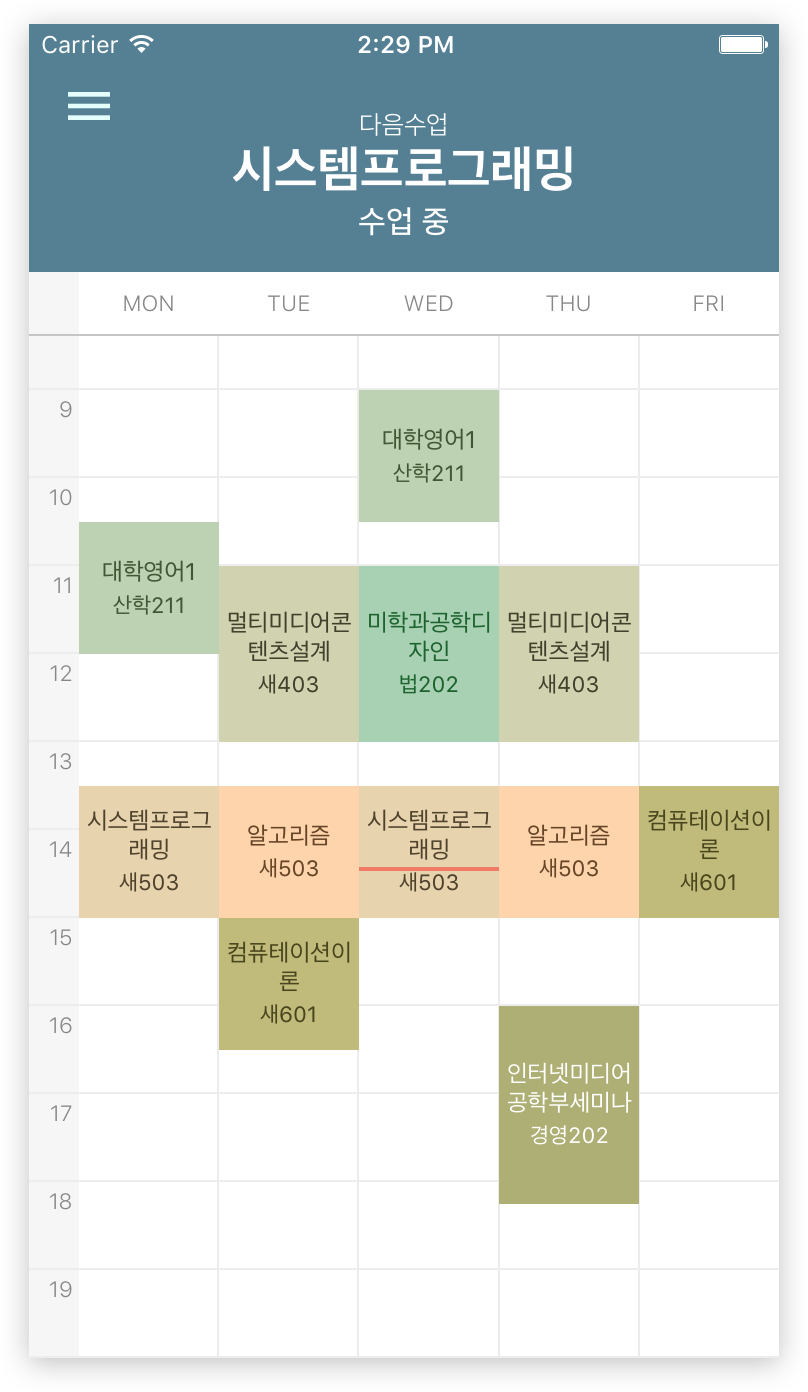 Carrier 2:29 PM
다음수업
시스템프로그래밍
수업 중
MON TUE WED THU FRI
9
대학영어1
산학211
10
대학영어1
산학211
11
멀티미디어콘
텐츠설계
새403
미학과공학디
자인
법202
멀티미디어콘
텐츠설계
새403
12
13
시스템프로그
래밍
새503
알고리즘
새503
시스템프로그
래밍
새503
알고리즘
새503
컴퓨테이션이
론
새601
14
15
컴퓨테이션이
론
새601
16
인터넷미디어
공학부세미나
경영202
17
18
19